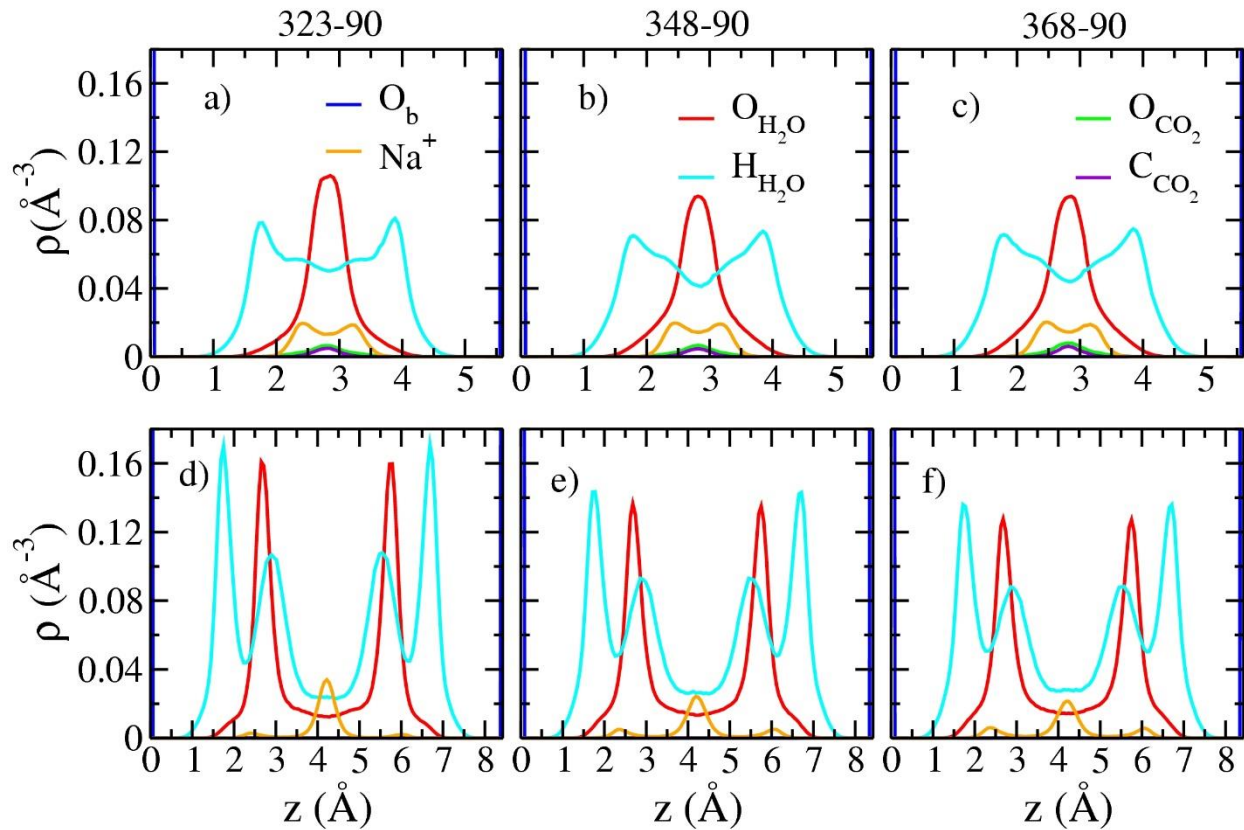 323-90 348-90 368-90
a) O_b Na⁺
b) O_H₂O H_H₂O
c) O_CO₂ C_CO₂
ρ(Å⁻³)
0.16
0.12
0.08
0.04
0
0 1 2 3 4 5 0 1 2 3 4 5 0 1 2 3 4 5
d) e) f)
ρ (Å⁻³)
0.16
0.12
0.08
0.04
0
0 1 2 3 4 5 6 7 8 0 1 2 3 4 5 6 7 8 0 1 2 3 4 5 6 7 8
z (Å) z (Å) z (Å)